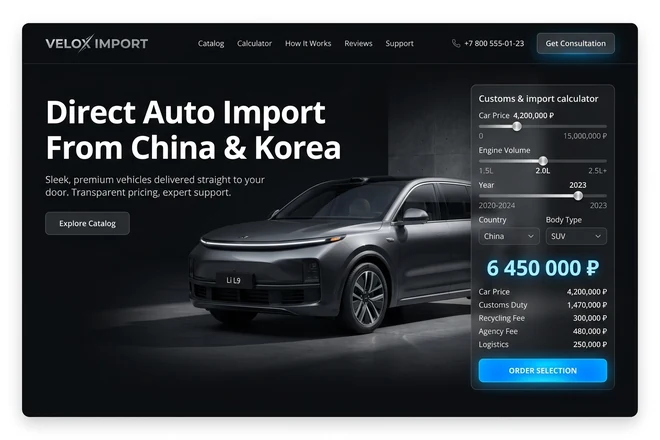 VELOX IMPORT
Catalog Calculator How It Works Reviews Support
+7 800 555-01-23
Get Consultation
Direct Auto Import
From China & Korea
Sleek, premium vehicles delivered straight to your
door. Transparent pricing, expert support.
Explore Catalog
Li L9
Customs & import calculator
Car Price 4,200,000 ₽
0 15,000,000 ₽
Engine Volume
1.5L 2.0L 2.5L+
Year 2023
2020-2024 2023
Country Body Type
China SUV
6 450 000 ₽
Car Price 4,200,000 ₽
Customs Duty 1,470,000 ₽
Recycling Fee 300,000 ₽
Agency Fee 480,000 ₽
Logistics 250,000 ₽
ORDER SELECTION